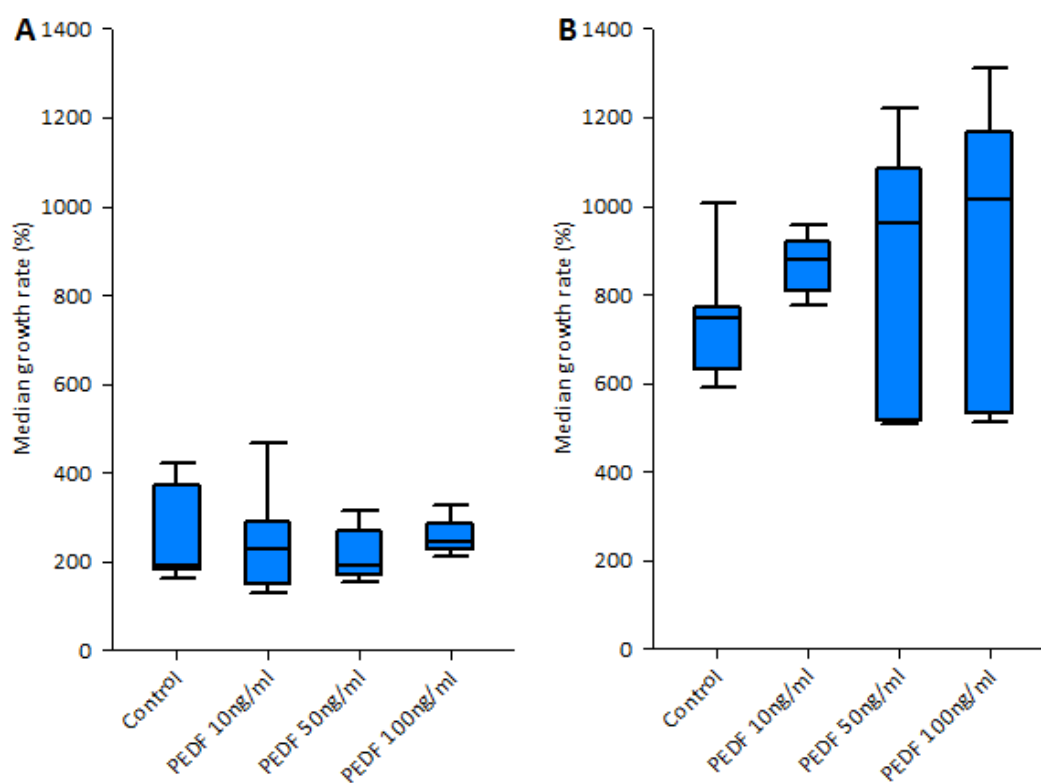 A
Median growth rate (%)
1400
1200
1000
800
600
400
200
0
Control
PEDF 10ng/ml
PEDF 50ng/ml
PEDF 100ng/ml
B
Median growth rate (%)
1400
1200
1000
800
600
400
200
0
Control
PEDF 10ng/ml
PEDF 50ng/ml
PEDF 100ng/ml